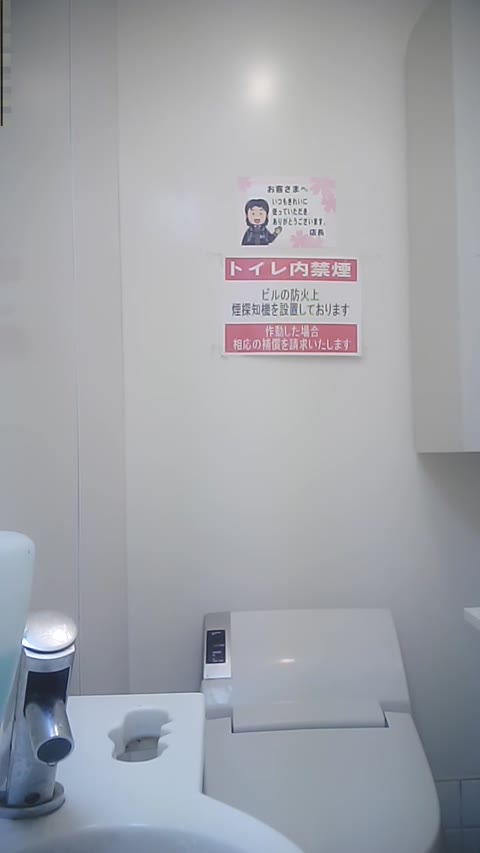 お客さまへ
いつもきれいに
使っていただき
ありがとうございます。
店長
トイレ内禁煙
ビルの防火上
煙探知機を設置しております
作動した場合
相応の補償を請求いたします